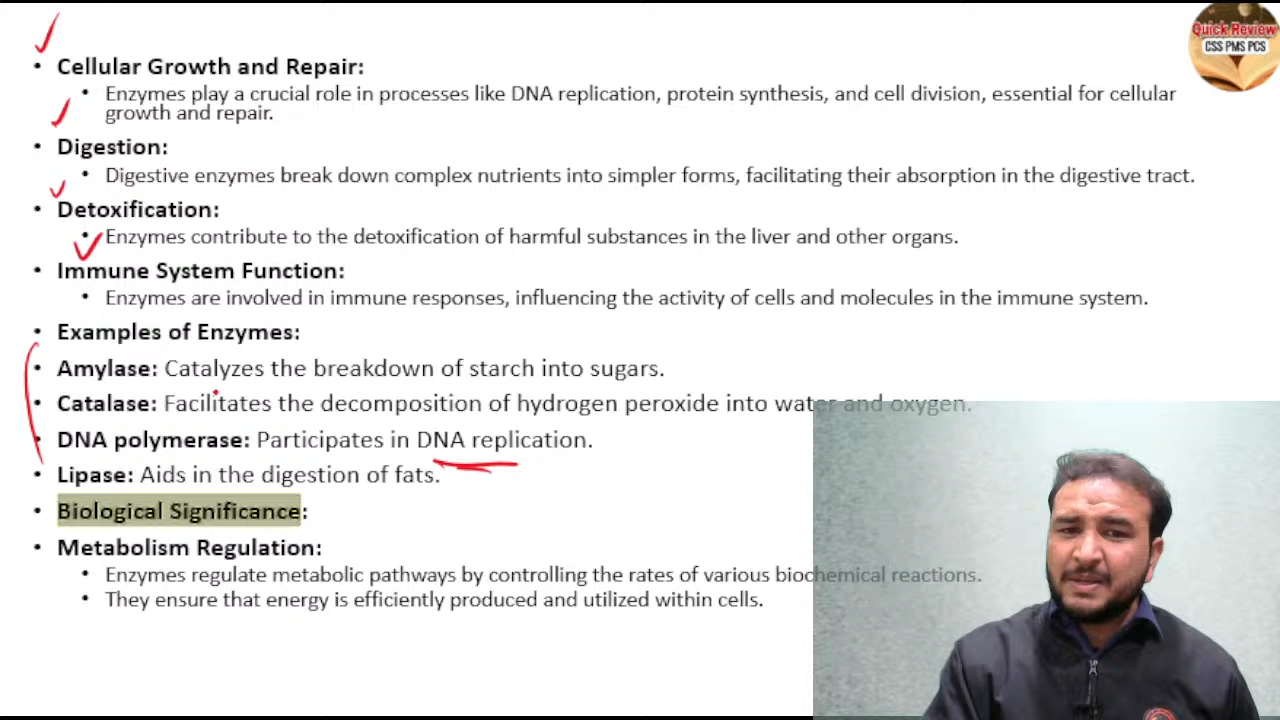 Quick Review
CSS PMS PCS
• Cellular Growth and Repair:
• Enzymes play a crucial role in processes like DNA replication, protein synthesis, and cell division, essential for cellular
growth and repair.
• Digestion:
• Digestive enzymes break down complex nutrients into simpler forms, facilitating their absorption in the digestive tract.
• Detoxification:
• Enzymes contribute to the detoxification of harmful substances in the liver and other organs.
• Immune System Function:
• Enzymes are involved in immune responses, influencing the activity of cells and molecules in the immune system.
• Examples of Enzymes:
• Amylase: Catalyzes the breakdown of starch into sugars.
• Catalase: Facilitates the decomposition of hydrogen peroxide into water and oxygen.
• DNA polymerase: Participates in DNA replication.
• Lipase: Aids in the digestion of fats.
• Biological Significance:
• Metabolism Regulation:
• Enzymes regulate metabolic pathways by controlling the rates of various biochemical reactions.
• They ensure that energy is efficiently produced and utilized within cells.